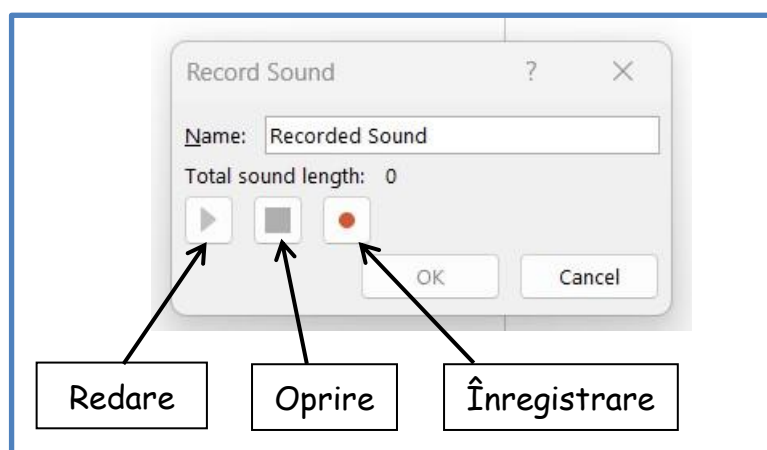 Record Sound ?
Name: Recorded Sound
Total sound length: 0
OK Cancel
Redare Oprire Înregistrare